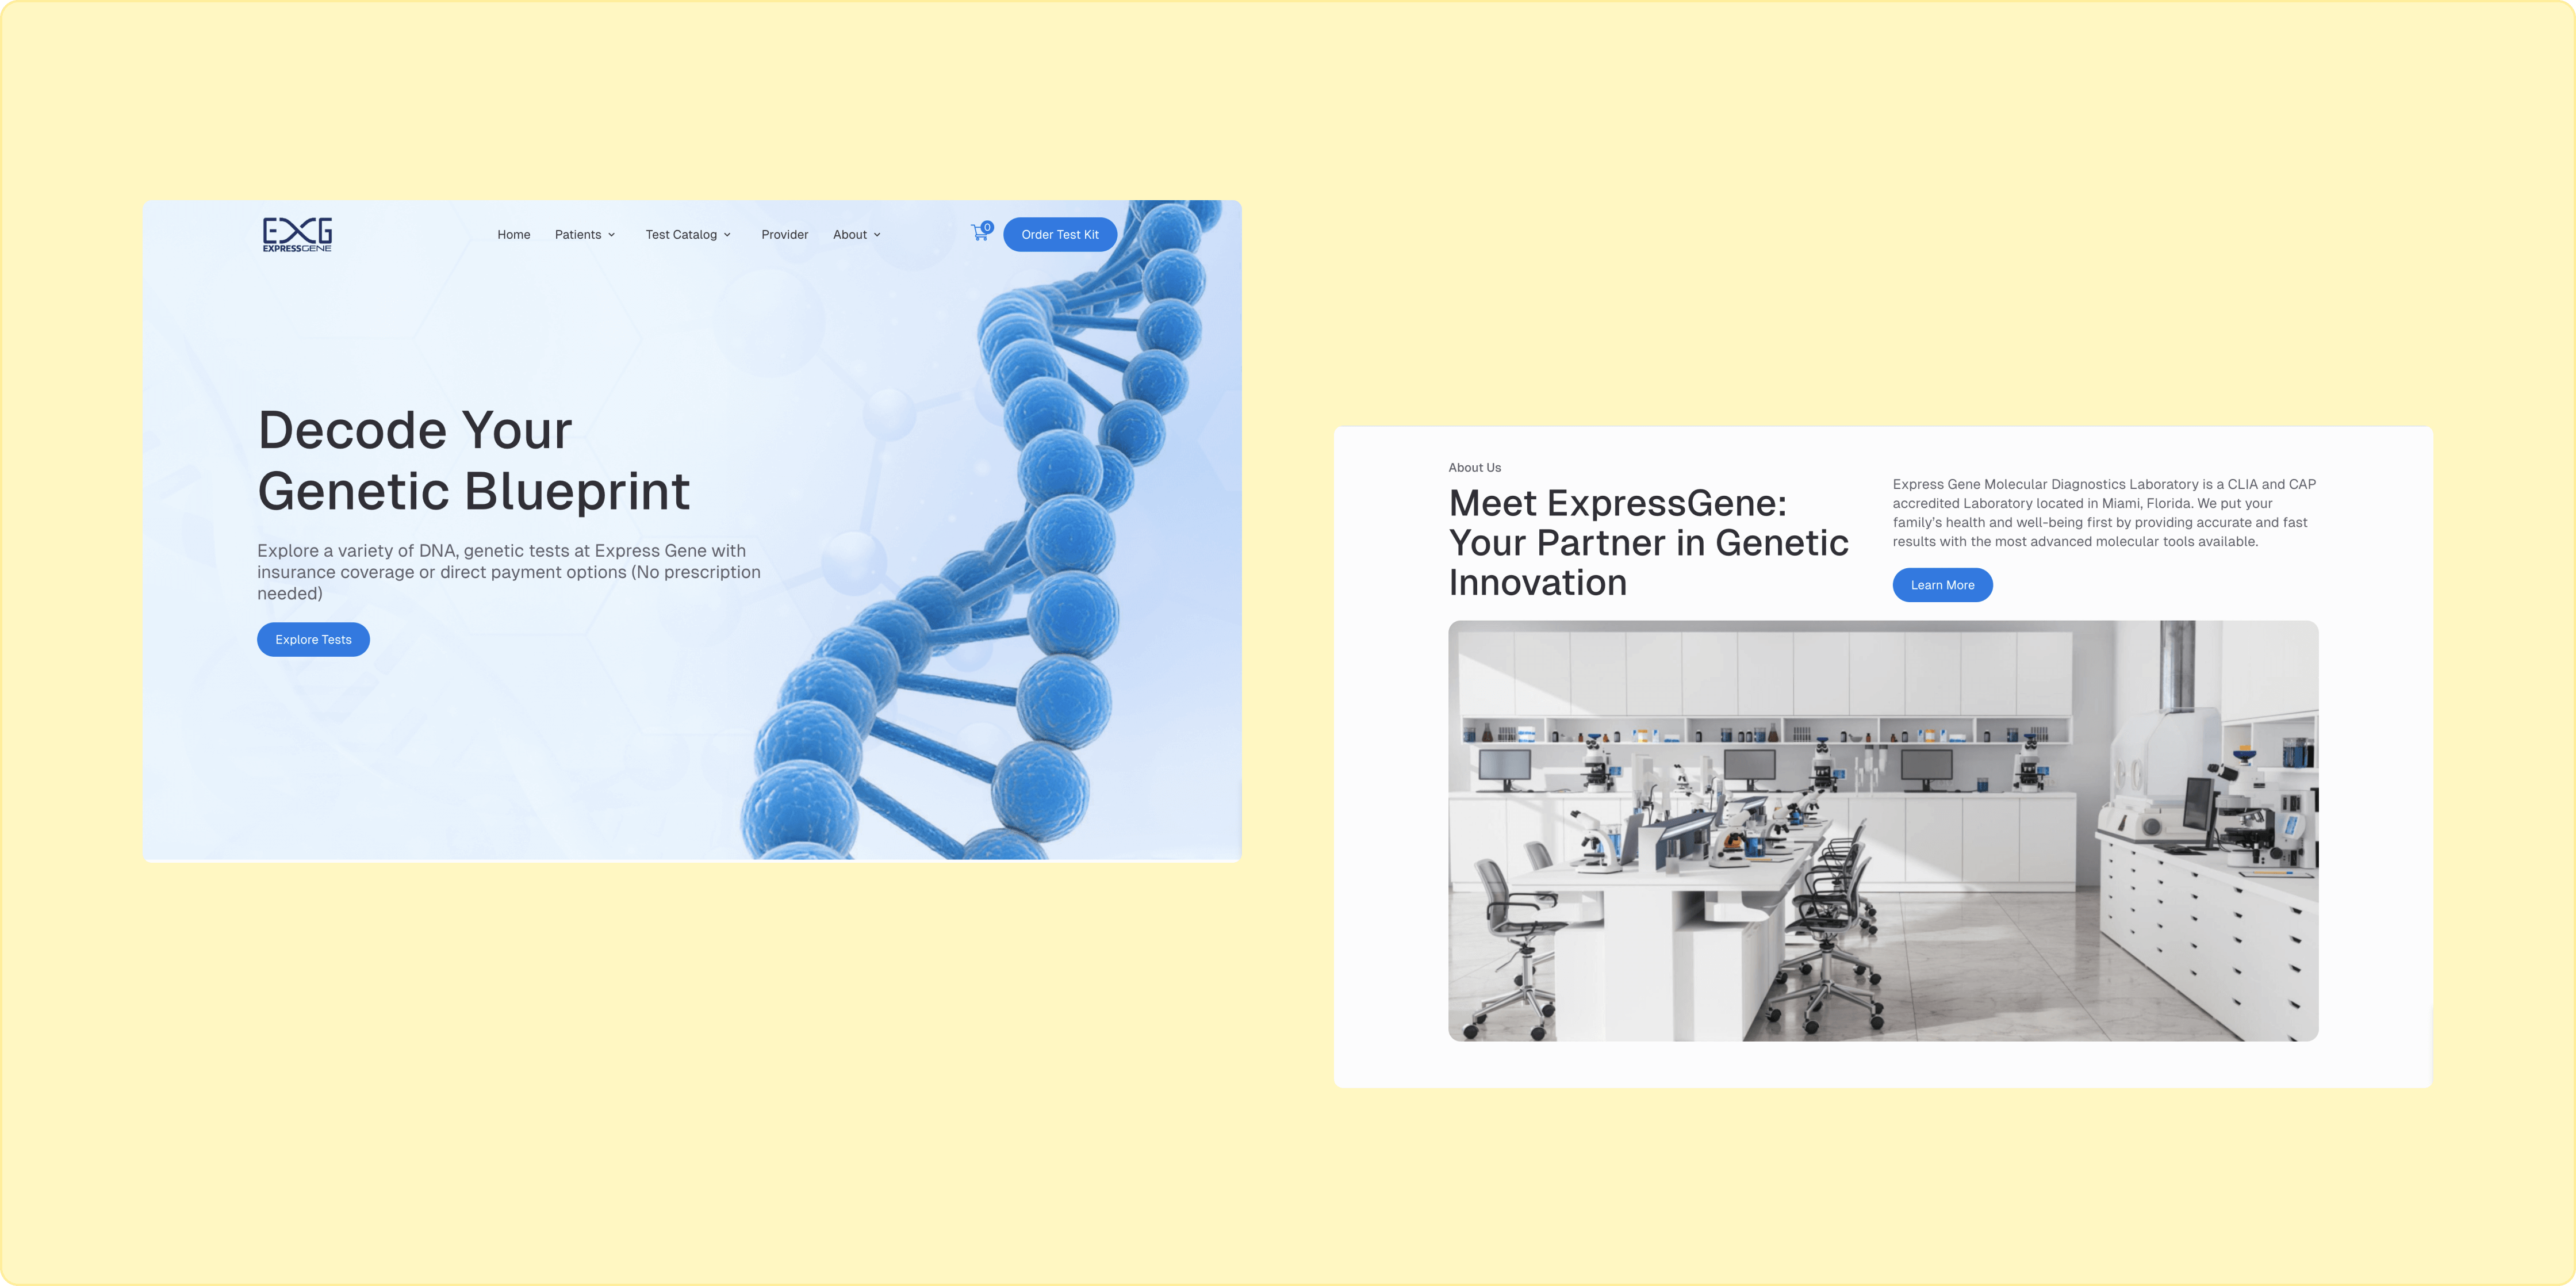 EXG
EXPRESSGENE
Home
Patients
Test Catalog
Provider
About
0
Order Test Kit
Decode Your
Genetic Blueprint
Explore a variety of DNA, genetic tests at Express Gene with
insurance coverage or direct payment options (No prescription
needed)
Explore Tests
About Us
Meet ExpressGene:
Your Partner in Genetic
Innovation
Express Gene Molecular Diagnostics Laboratory is a CLIA and CAP
accredited Laboratory located in Miami, Florida. We put your
family's health and well-being first by providing accurate and fast
results with the most advanced molecular tools available.
Learn More